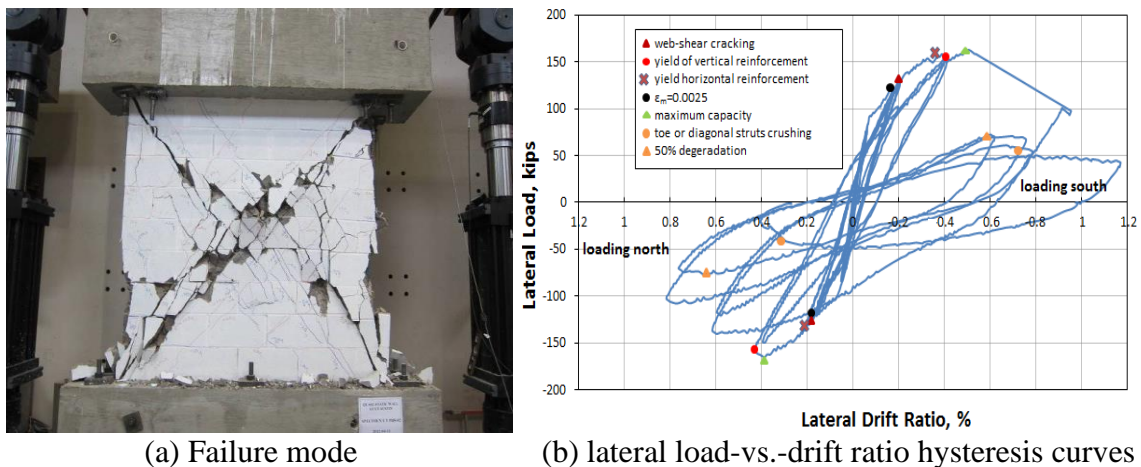 200
150
100
50
0
-50
-100
-150
-200
Lateral Load, kips
web-shear cracking
yield of vertical reinforcement
yield horizontal reinforcement
εm=0.0025
maximum capacity
toe or diagonal struts crushing
50% degeradation
loading south
loading north
1.2 1 0.8 0.6 0.4 0.2 0 0.2 0.4 0.6 0.8 1 1.2
Lateral Drift Ratio, %
(a) Failure mode
(b) lateral load-vs.-drift ratio hysteresis curves